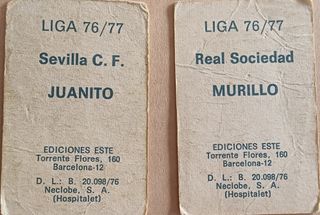 LIGA 76/77
Sevilla C. F.
JUANITO
EDICIONES ESTE
Torrente Flores, 160
Barcelona-12
D. L.: B. 20.098/76
Neclobe, S. A.
(Hospitalet)
LIGA 76/77
Real Sociedad
MURILLO
EDICIONES ESTE
Torrente Flores, 160
Barcelona-12
D. L.: B. 20.098/76
Neclobe, S. A.
(Hospitalet)